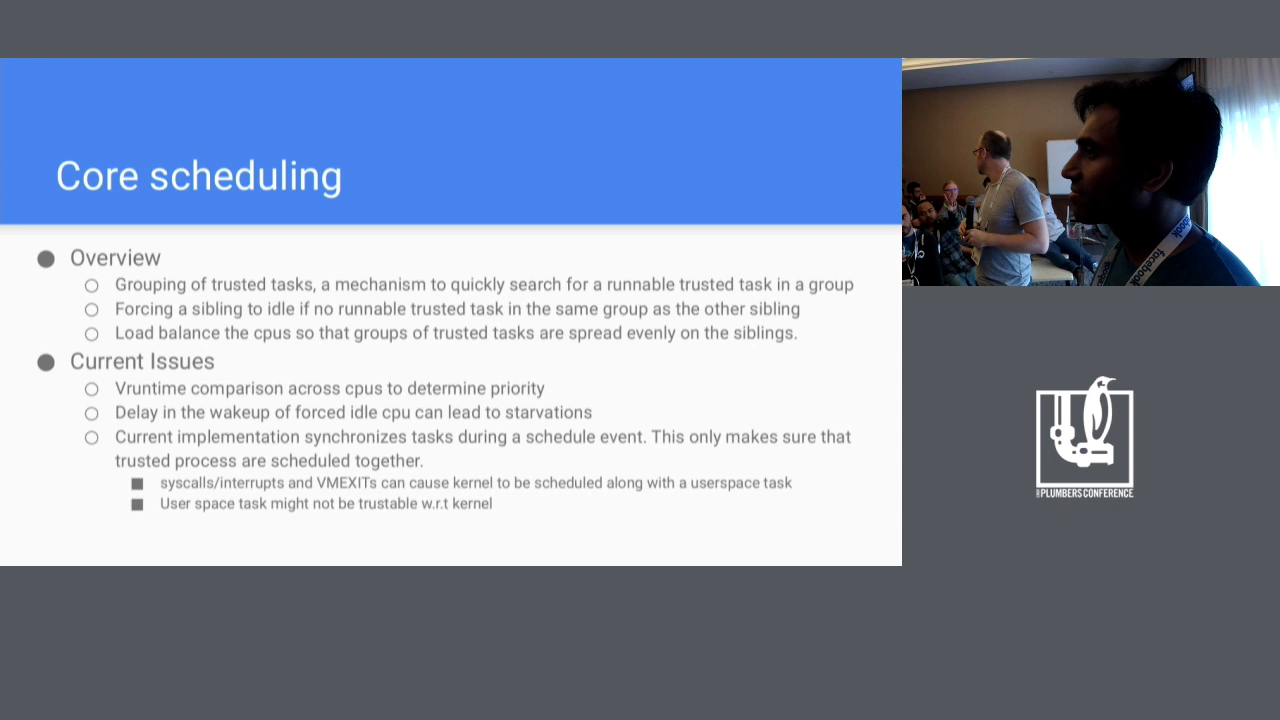 Core scheduling
Overview
Grouping of trusted tasks, a mechanism to quickly search for a runnable trusted task in a group
Forcing a sibling to idle if no runnable trusted task in the same group as the other sibling
Load balance the cpus so that groups of trusted tasks are spread evenly on the siblings.
Current Issues
Vruntime comparison across cpus to determine priority
Delay in the wakeup of forced idle cpu can lead to starvations
Current implementation synchronizes tasks during a schedule event. This only makes sure that
trusted process are scheduled together.
syscalls/interrupts and VMEXITs can cause kernel to be scheduled along with a userspace task
User space task might not be trustable w.r.t kernel
facebook
PLUMBERS CONFERENCE